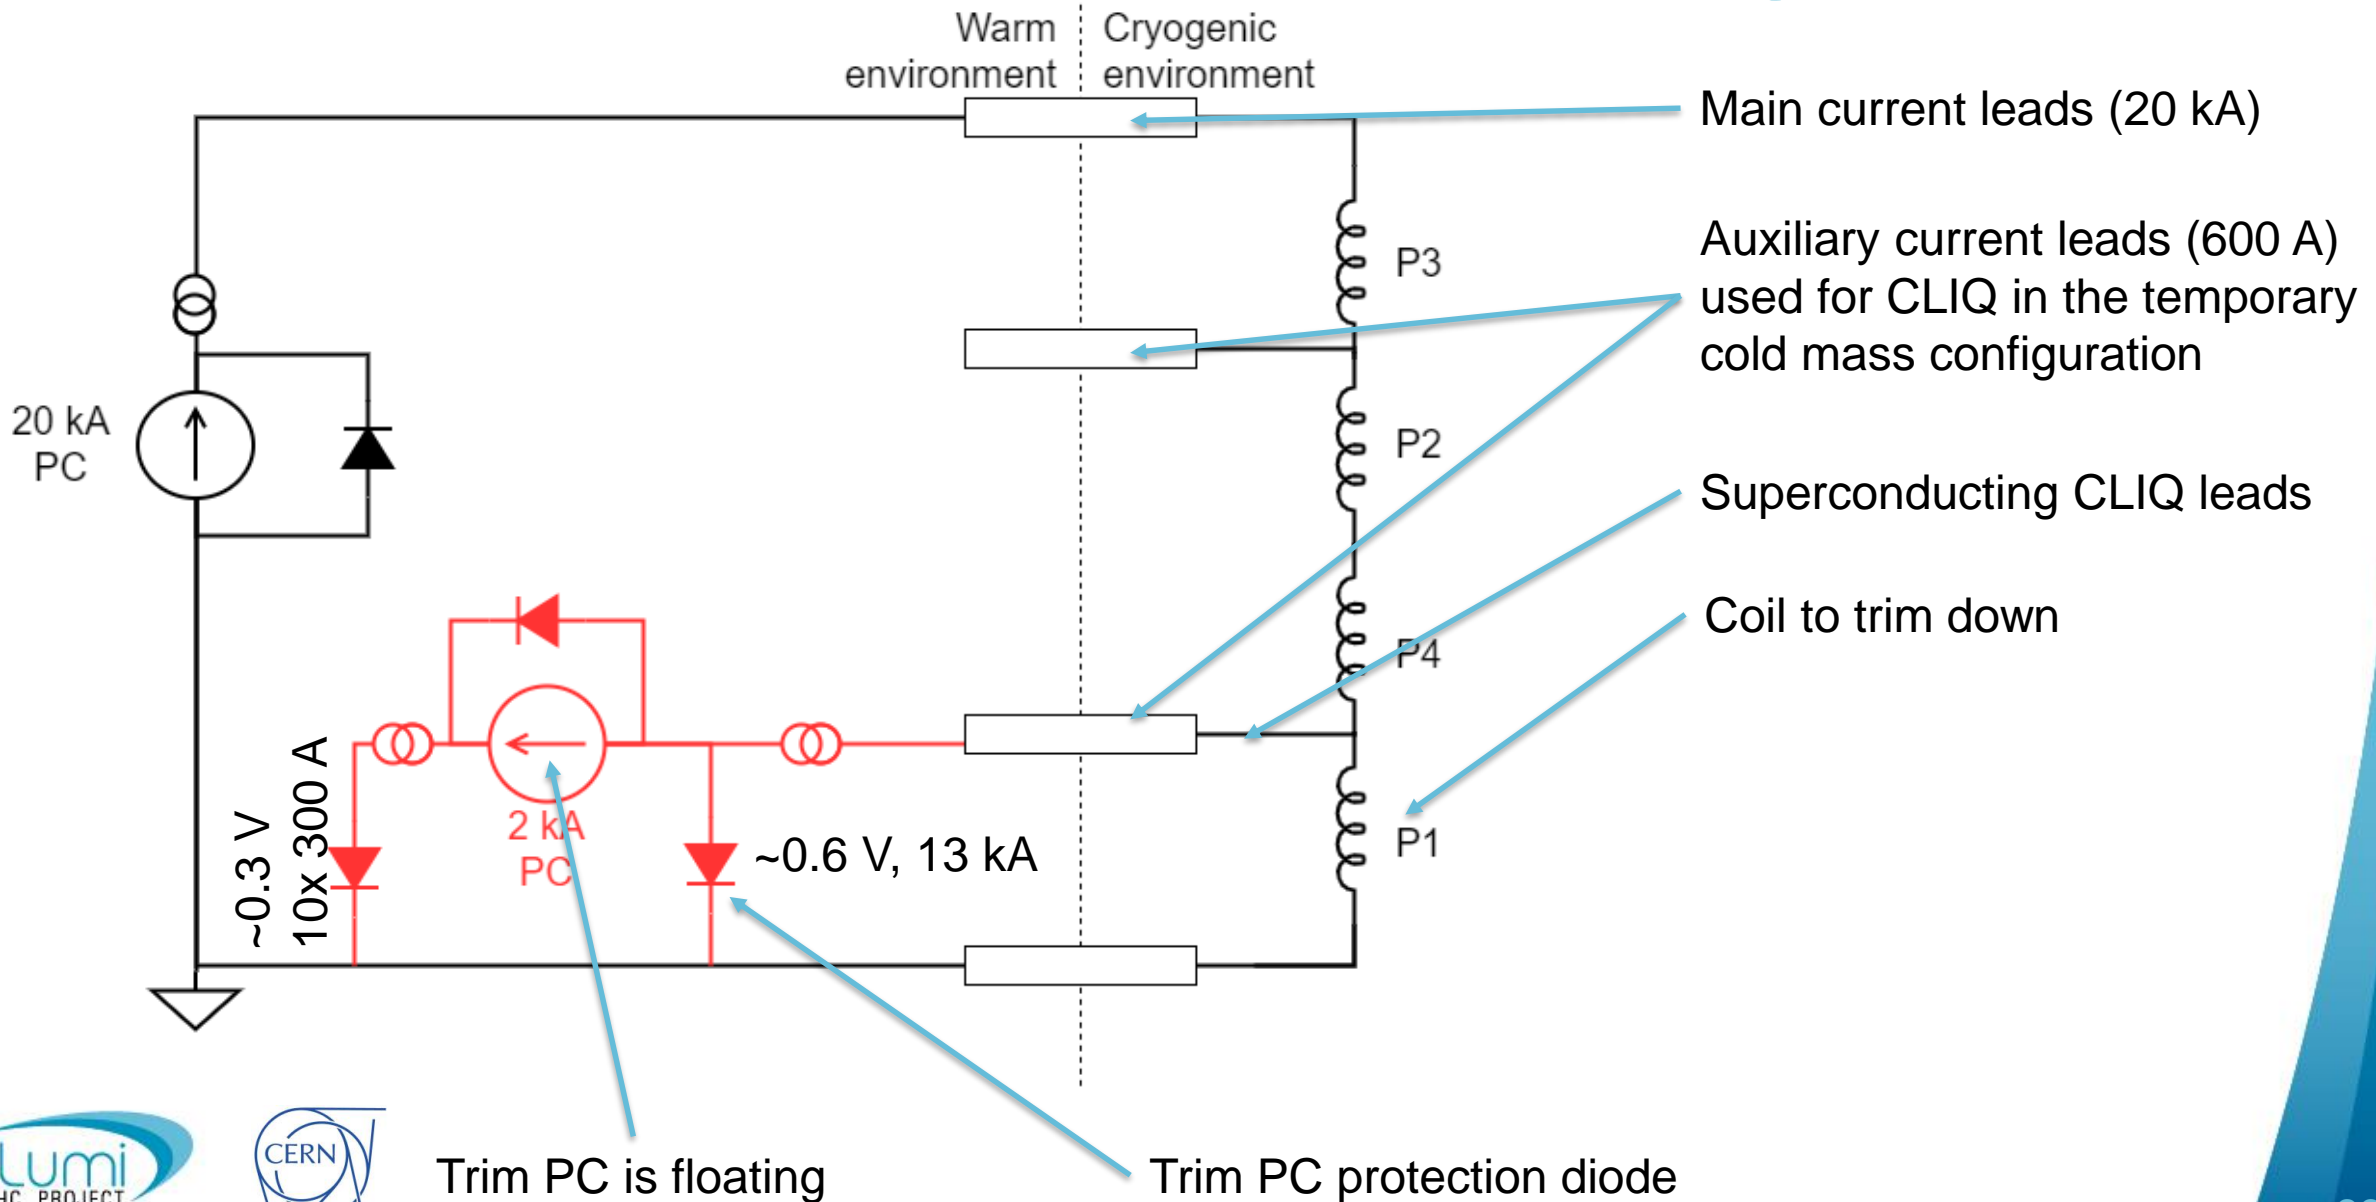 Warm
environment
Cryogenic
environment
Main current leads (20 kA)
P3
Auxiliary current leads (600 A)
used for CLIQ in the temporary
cold mass configuration
20 kA
PC
P2
Superconducting CLIQ leads
Coil to trim down
P4
~0.3 V
10x 300 A
2 kA
PC
~0.6 V, 13 kA
P1
Trim PC is floating
Trim PC protection diode
CERN
LUMI
HC PROJECT